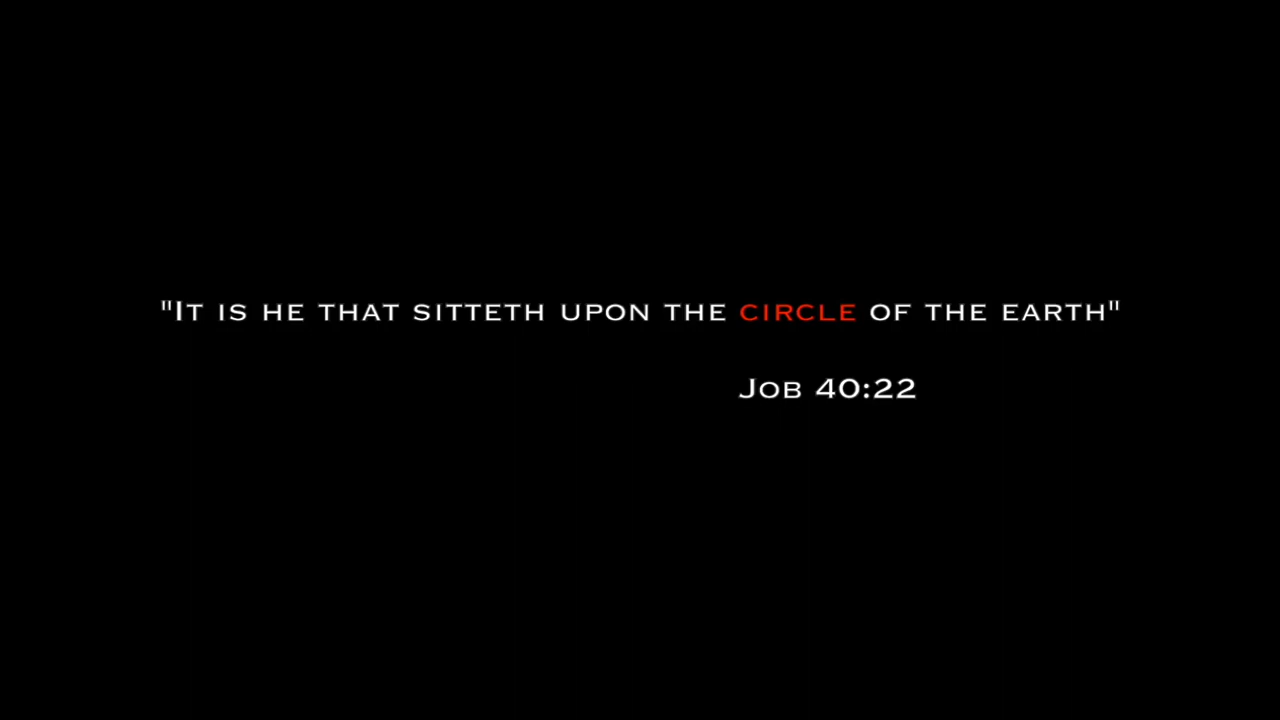 "It is he that sitteth upon the circle of the earth"
Job 40:22